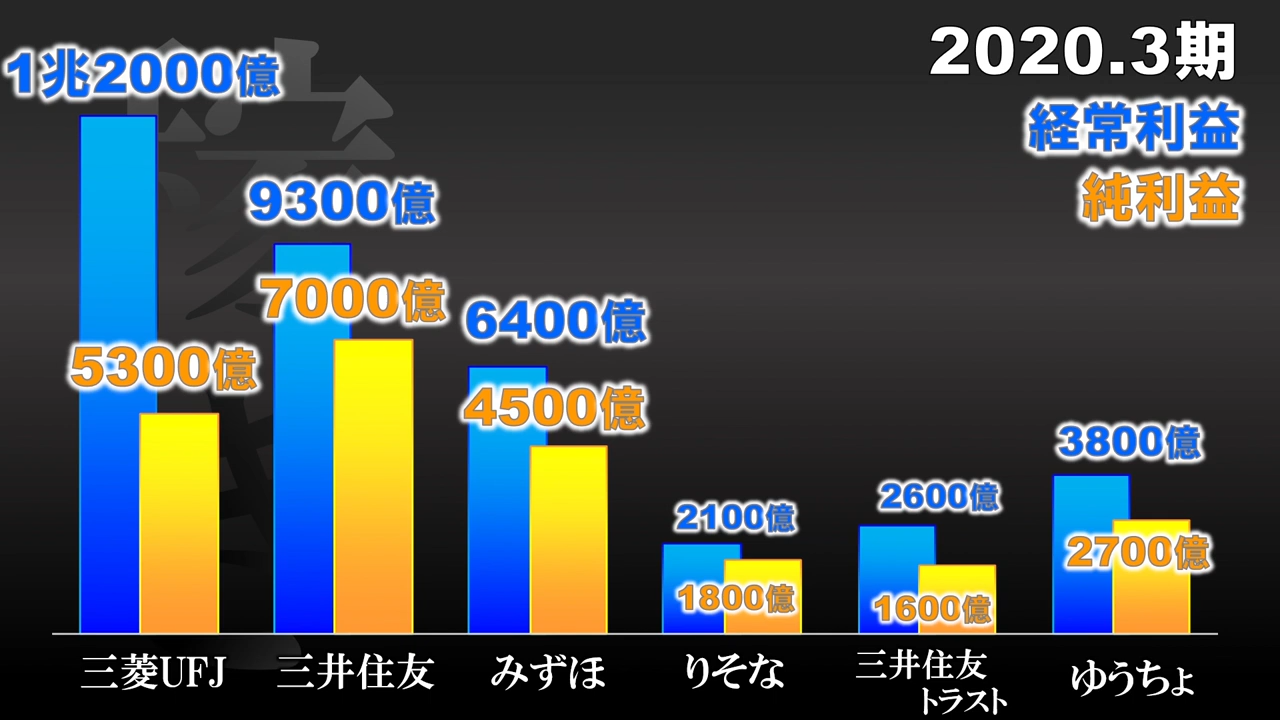 2020.3期
経常利益
純利益
1兆2000億
5300億
9300億
7000億
6400億
4500億
2100億
1800億
2600億
1600億
3800億
2700億
三菱UFJ
三井住友
みずほ
りそな
三井住友
トラスト
ゆうちょ